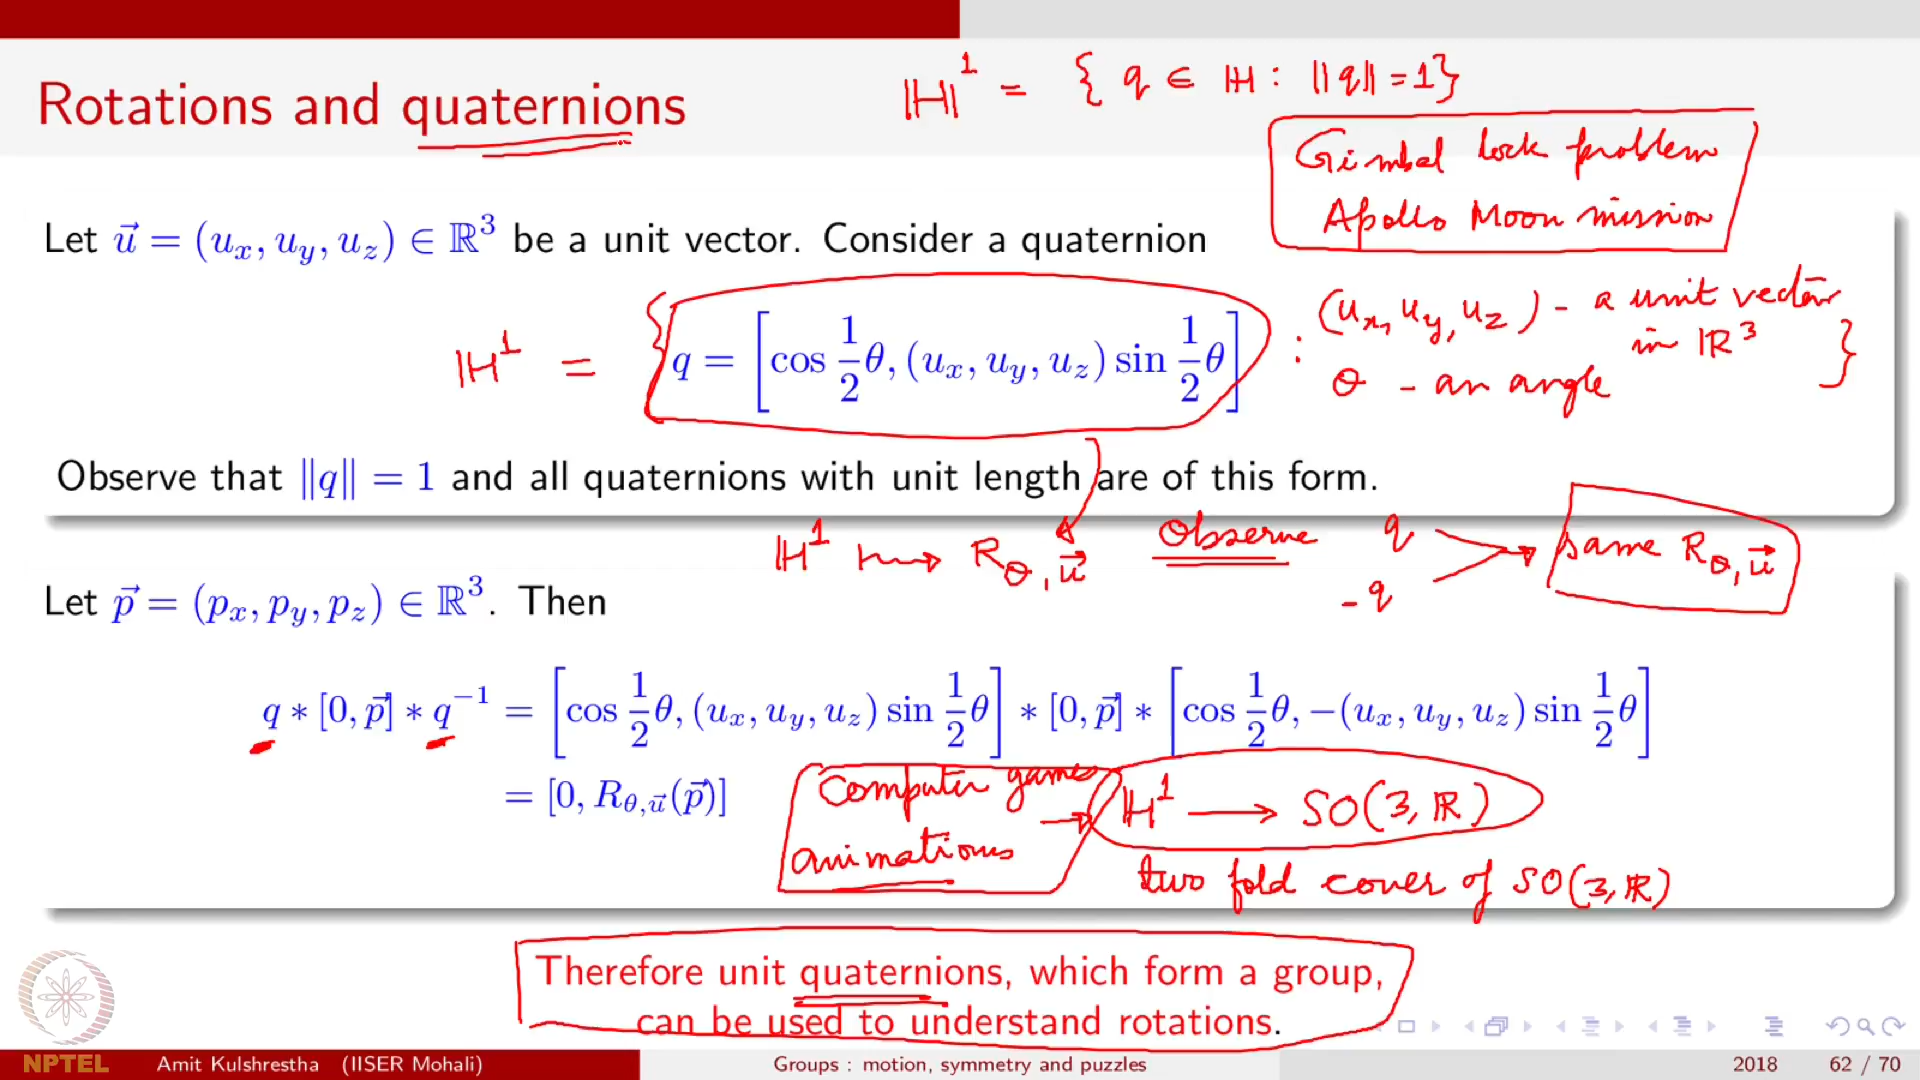 Rotations and quaternions
ℍ¹ = { q ∈ ℍ : ‖q‖ = 1}
Gimbal lock problem
Apollo Moon mission
Let u⃗ = (uₓ, u_y, u_z) ∈ ℝ³ be a unit vector. Consider a quaternion
ℍ¹ = { q = [cos ½θ, (uₓ, u_y, u_z) sin ½θ] : (uₓ, u_y, u_z) - a unit vector
in ℝ³
θ - an angle }
Observe that ‖q‖ = 1 and all quaternions with unit length are of this form.
ℍ¹ ⟼ R_θ,u⃗ Observe q
-q
same R_θ,u⃗
Let p⃗ = (pₓ, p_y, p_z) ∈ ℝ³. Then
q ∗ [0, p⃗] ∗ q⁻¹ = [cos ½θ, (uₓ, u_y, u_z) sin ½θ] ∗ [0, p⃗] ∗ [cos ½θ, −(uₓ, u_y, u_z) sin ½θ]
= [0, R_θ,u⃗(p⃗)]
Computer games
animations
→ ℍ¹ ⟶ SO(3, ℝ)
two fold cover of SO(3, ℝ)
Therefore unit quaternions, which form a group,
can be used to understand rotations.
NPTEL Amit Kulshrestha (IISER Mohali) Groups : motion, symmetry and puzzles 2018 62 / 70